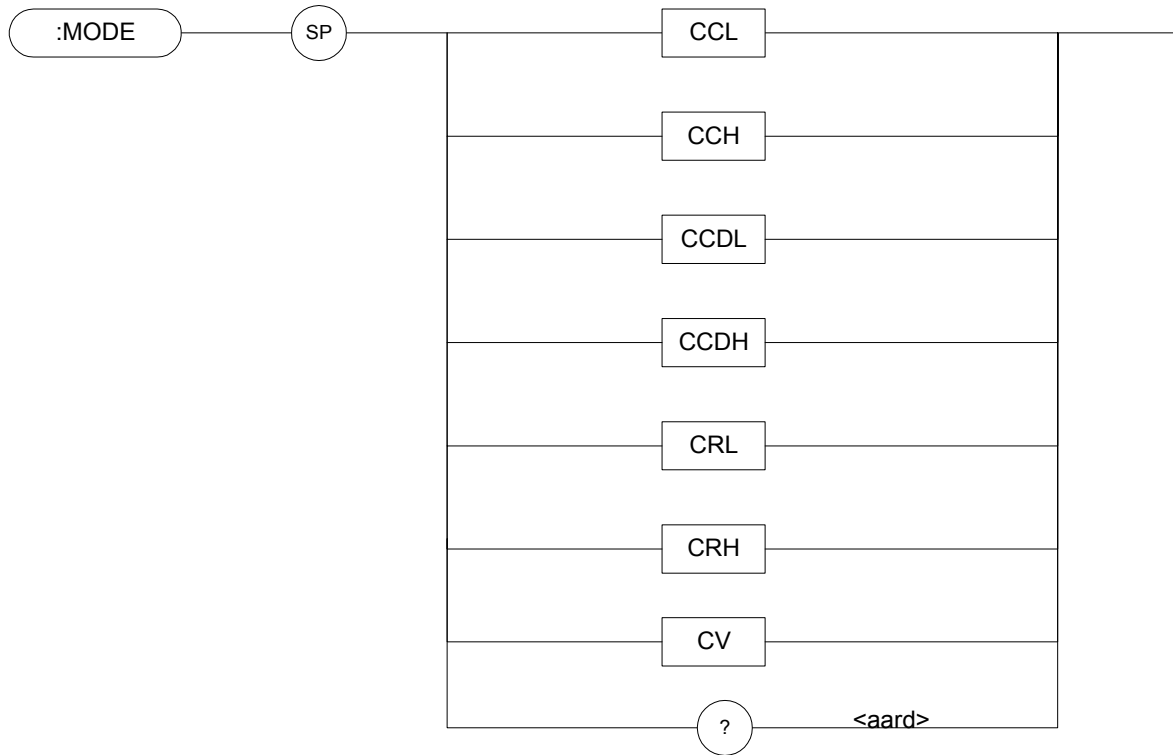 :MODE SP CCL
CCH
CCDL
CCDH
CRL
CRH
CV
? <aard>